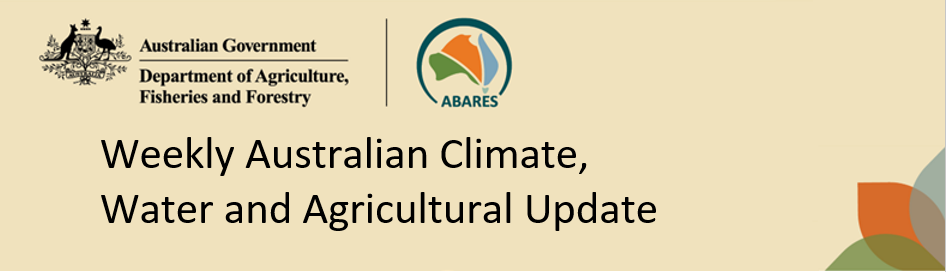 Australian Government
Department of Agriculture,
Fisheries and Forestry
ABARES
Weekly Australian Climate,
Water and Agricultural Update